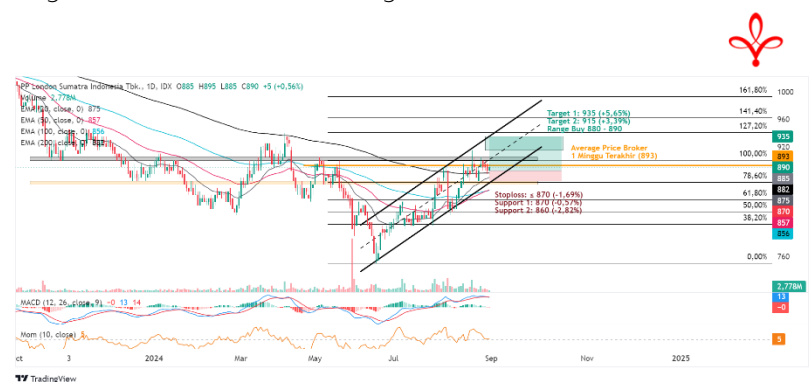 PP London Sumatra Indonesia Tbk., 1D, IDX O885 H895 L885 C890 +5 (+0,56%)
Volume 2,778M
EMA (20, close, 0) 875
EMA (50, close, 0) 857
EMA (100, close, 0) 856
EMA (200, close, 0) 882
Target 1: 935 (+5,65%)
Target 2: 915 (+3,39%)
Range Buy 880 - 890
Average Price Broker
1 Minggu Terakhir (893)
Stoploss: ≤ 870 (-1,69%)
Support 1: 870 (-0,57%)
Support 2: 860 (-2,82%)
161,80%
141,40%
127,20%
100,00%
78,60%
61,80%
50,00%
38,20%
0,00%
1000
960
935
920
893
890
885
882
875
870
857
856
760
2,778M
MACD (12, 26, close, 9) -0 13 14
13
-0
Mom (10, close) 5
5
3
2024
Mar
May
Jul
Sep
Nov
2025
TradingView